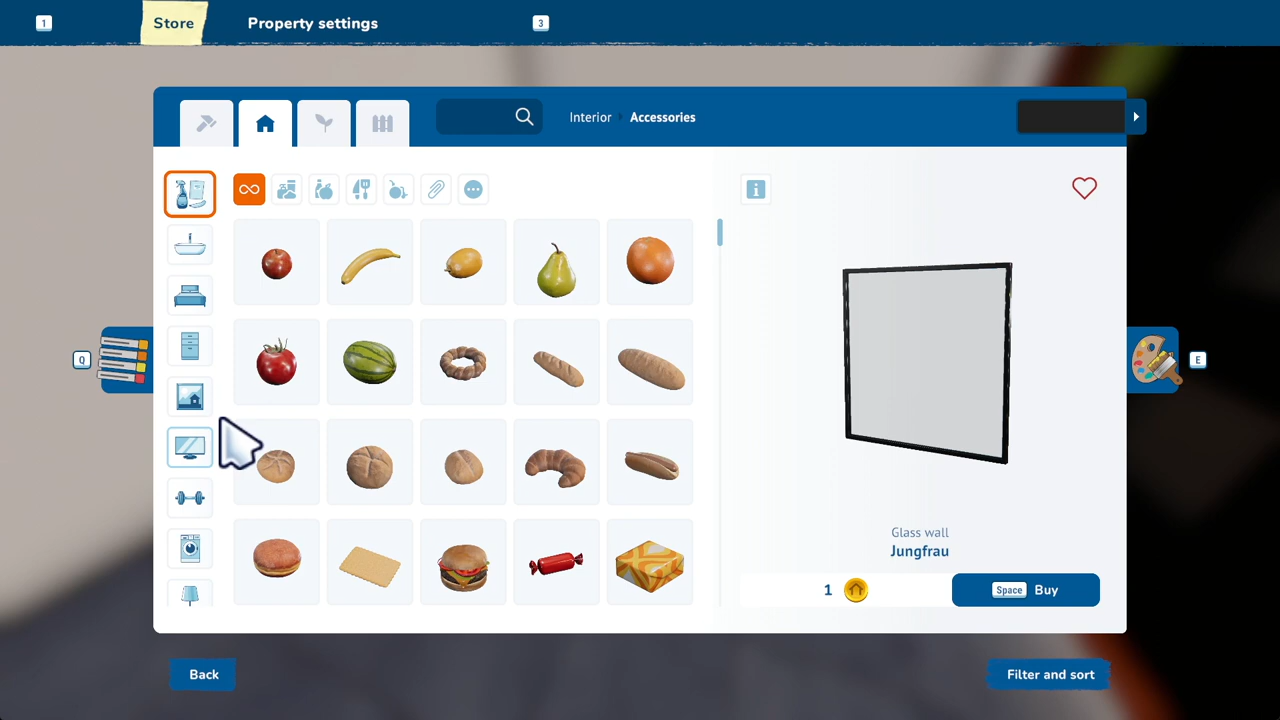 1
Store
Property settings
3
Interior
Accessories
Q
E
Glass wall
Jungfrau
1
Space
Buy
Back
Filter and sort